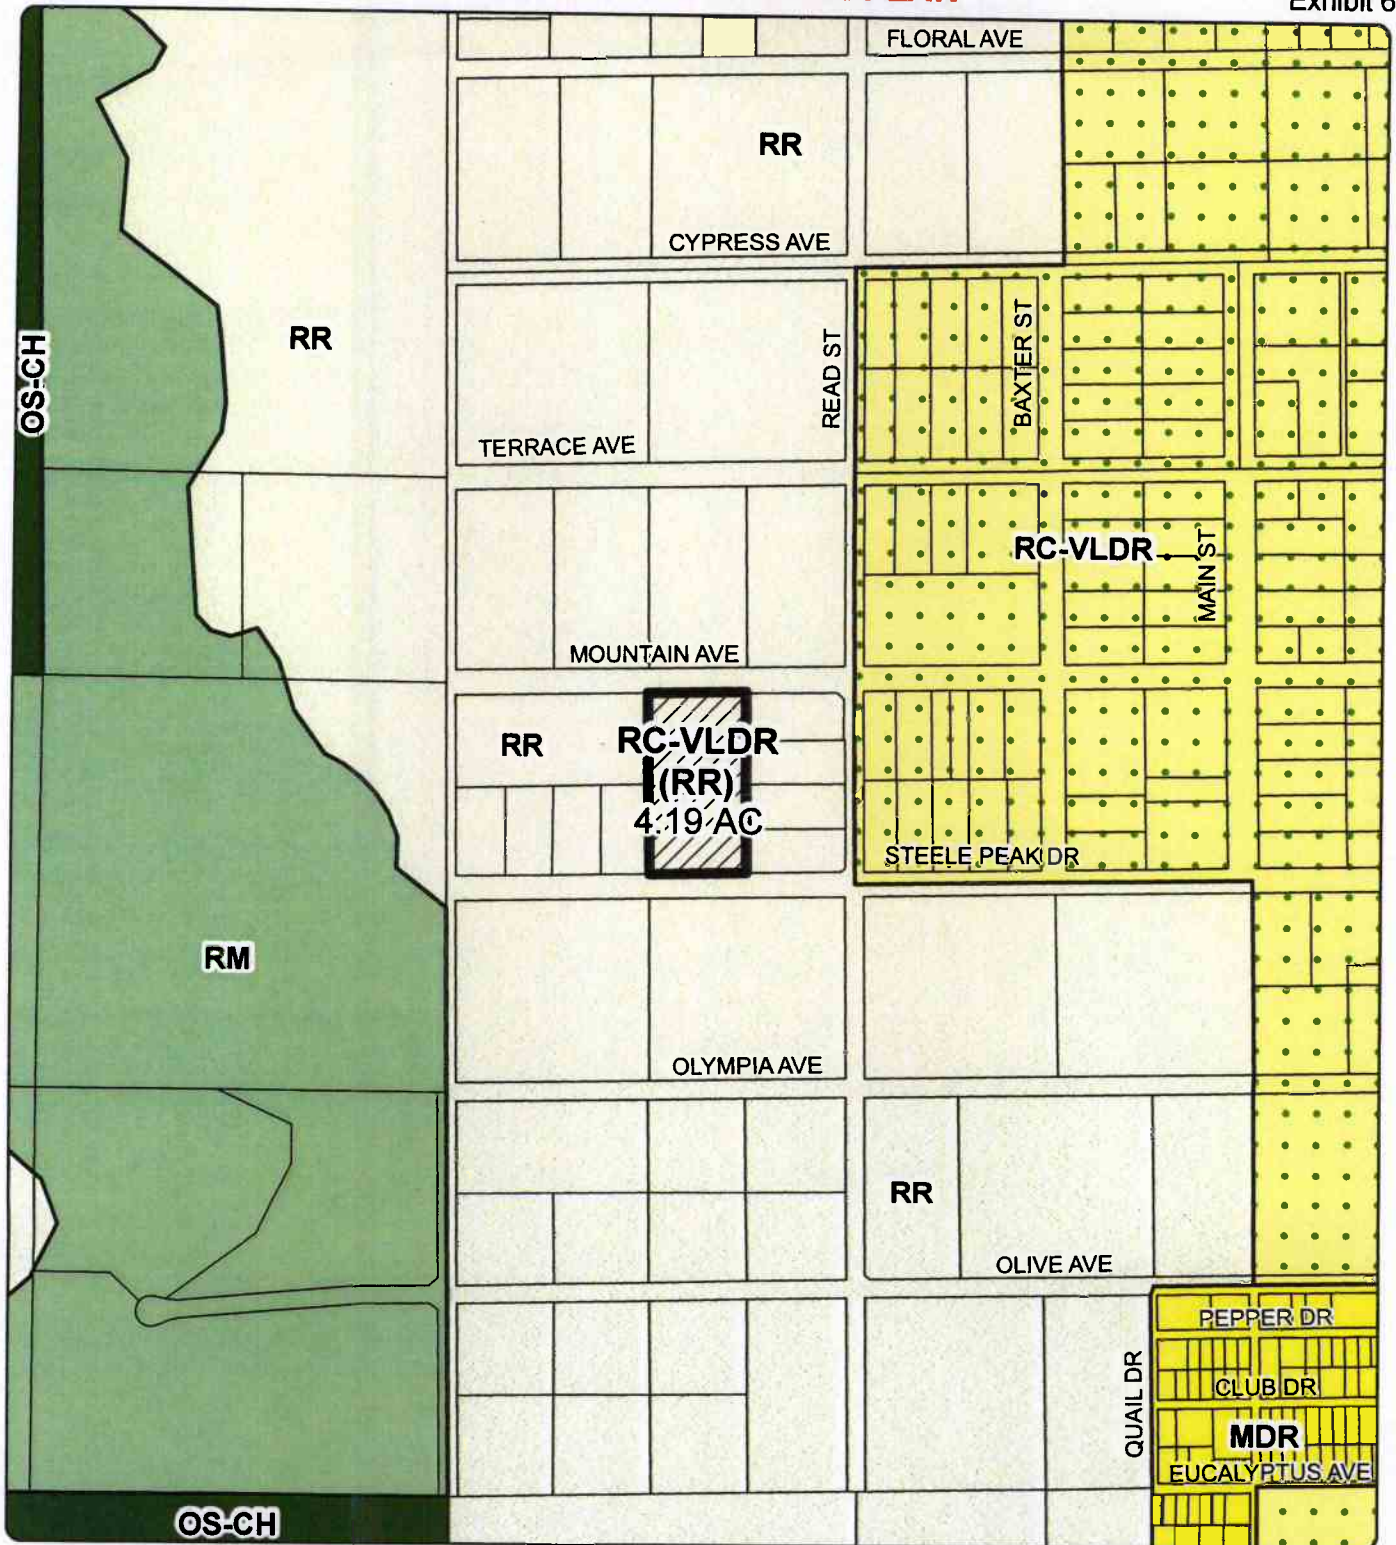 Exhibit 6
FLORAL AVE
RR
CYPRESS AVE
OS-CH
RR
READ ST
BAXTER ST
TERRACE AVE
RC-VLDR
MAIN ST
MOUNTAIN AVE
RR
RC-VLDR
(RR)
4.19 AC
STEELE PEAK DR
RM
OLYMPIA AVE
RR
OLIVE AVE
PEPPER DR
QUAIL DR
CLUB DR
MDR
EUCALYPTUS AVE
OS-CH